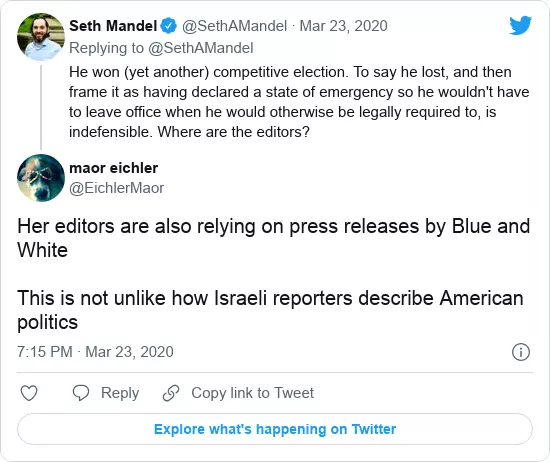 Seth Mandel @SethAMandel · Mar 23, 2020
Replying to @SethAMandel
He won (yet another) competitive election. To say he lost, and then
frame it as having declared a state of emergency so he wouldn't have
to leave office when he would otherwise be legally required to, is
indefensible. Where are the editors?
maor eichler
@EichlerMaor
Her editors are also relying on press releases by Blue and
White
This is not unlike how Israeli reporters describe American
politics
7:15 PM · Mar 23, 2020
Reply Copy link to Tweet
Explore what's happening on Twitter